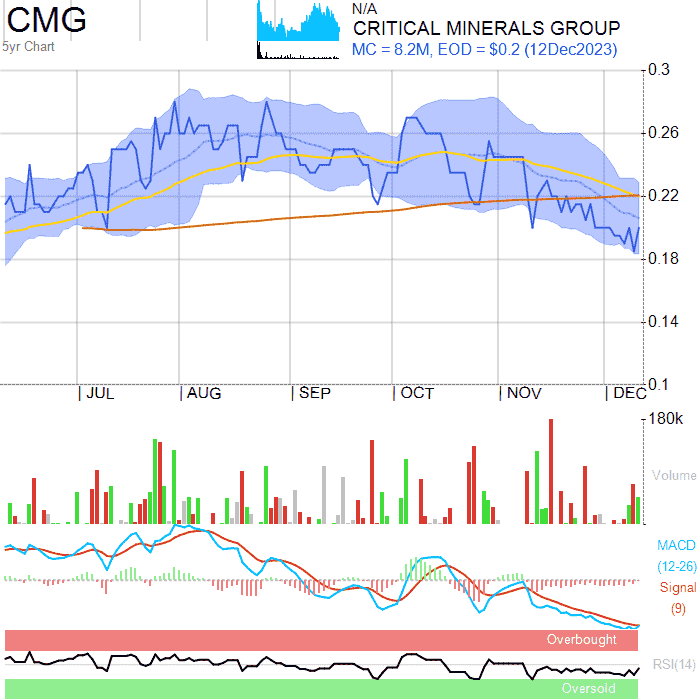 CMG
5yr Chart
N/A
CRITICAL MINERALS GROUP
MC = 8.2M, EOD = $0.2 (12Dec2023)
0.3
0.26
0.22
0.18
0.14
0.1
| JUL | AUG | SEP | OCT | NOV | DEC
180k
Volume
MACD
(12-26)
Signal
(9)
Overbought
RSI(14)
Oversold